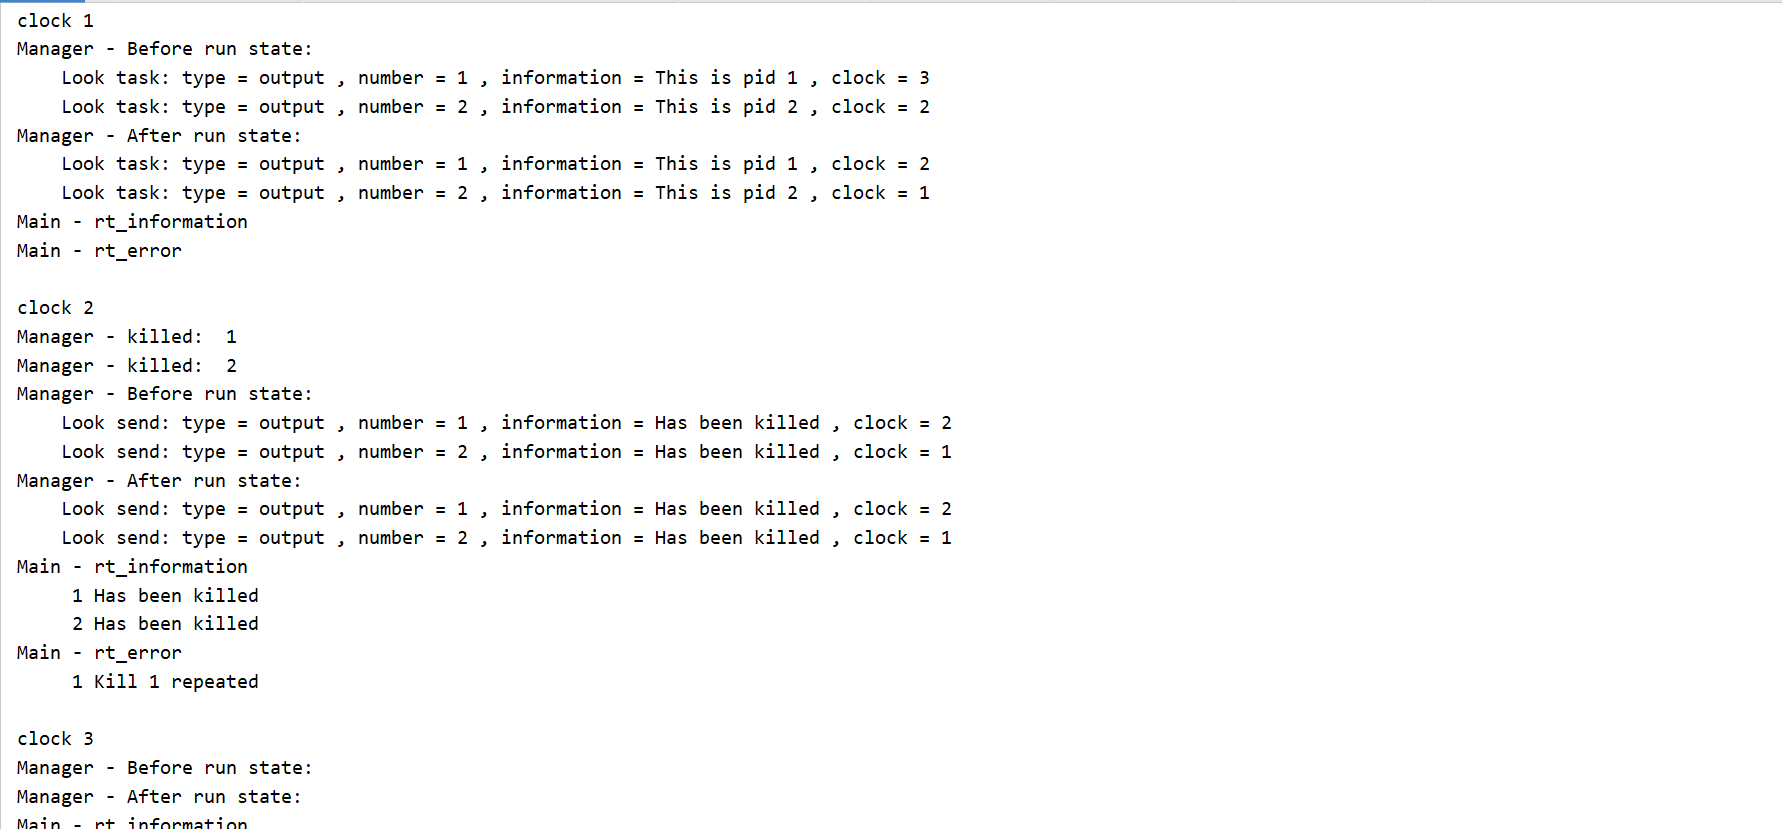 clock 1
Manager - Before run state:
    Look task: type = output , number = 1 , information = This is pid 1 , clock = 3
    Look task: type = output , number = 2 , information = This is pid 2 , clock = 2
Manager - After run state:
    Look task: type = output , number = 1 , information = This is pid 1 , clock = 2
    Look task: type = output , number = 2 , information = This is pid 2 , clock = 1
Main - rt_information
Main - rt_error

clock 2
Manager - killed:  1
Manager - killed:  2
Manager - Before run state:
    Look send: type = output , number = 1 , information = Has been killed , clock = 2
    Look send: type = output , number = 2 , information = Has been killed , clock = 1
Manager - After run state:
    Look send: type = output , number = 1 , information = Has been killed , clock = 2
    Look send: type = output , number = 2 , information = Has been killed , clock = 1
Main - rt_information
     1 Has been killed
     2 Has been killed
Main - rt_error
     1 Kill 1 repeated

clock 3
Manager - Before run state:
Manager - After run state:
Main - rt_information